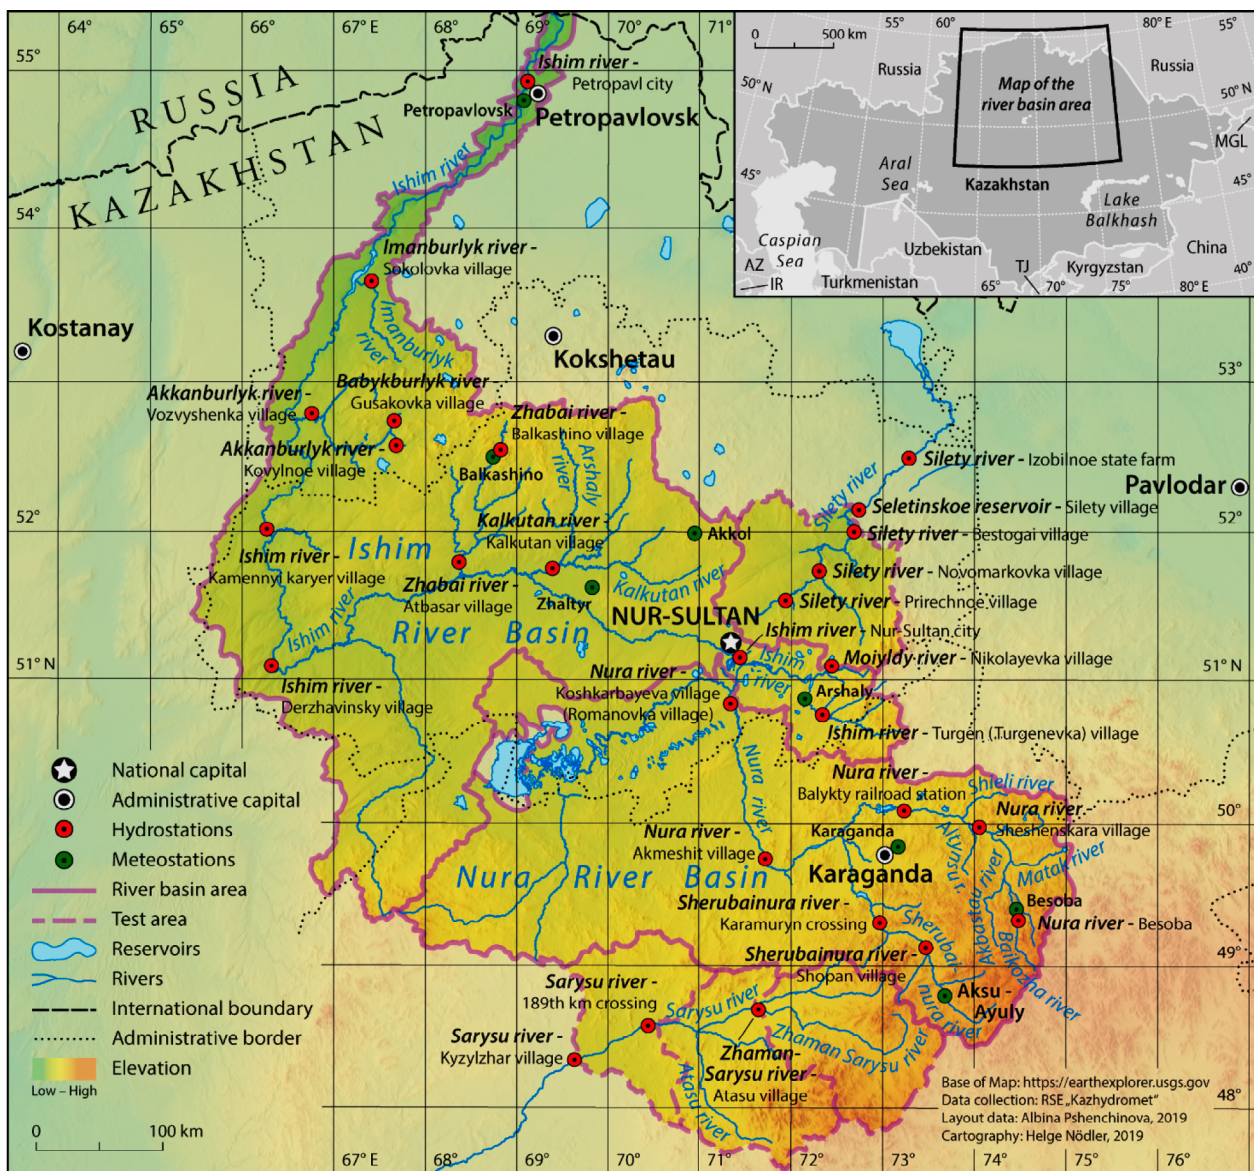 64°
65°
66°
67°E
68°
69°
70°
71°
55°
54°
RUSSIA
KAZAKHSTAN
Ishim river -
Petropavl city
Petropavlovsk
Petropavlovsk
Ishim river
Imanburlyk river -
Sokolovka village
Imanburlyk
river
Kostanay
Kokshetau
Babykburlyk river -
Gusakovka village
Akkanburlyk river -
Vozvyshenka village
Akkanburlyk river -
Kovylnoe village
Zhabai river -
Balkashino village
Balkashino
Arshaly
river
Kalkutan river -
Kalkutan village
Akkol
Kalkutan river
Zhabai river -
Atbasar village
Zhaltyr
Ishim river -
Kamennyi karyer village
Ishim river
Ishim
River Basin
Ishim river -
Derzhavinsky village
NUR-SULTAN
Ishim river - Nur-Sultan city
Ishim
river
Silety river
Silety river - Izobilnoe state farm
Pavlodar
Seletinskoe reservoir - Silety village
Silety river - Bestogai village
Silety river - Novomarkovka village
Silety river - Prirechnoe village
Moiyldy river - Nikolayevka village
Arshaly
Ishim river - Turgen (Turgenevka) village
Nura river -
Koshkarbayeva village
(Romanovka village)
Nura river
Nura river -
Balykty railroad station
Shieli river
Nura river -
Sheshenskara village
Altysu r.
Matak river
Akbastau river
Baikozha river
Karaganda
Karaganda
Nura river -
Akmeshit village
Nura River Basin
Besoba
Nura river - Besoba
Sherubainura river -
Karamuryn crossing
Sherubai-
nura river
Sherubainura river -
Shopan village
Aksu -
Ayuly
Sarysu river -
189th km crossing
Sarysu river
Sarysu river -
Kyzylzhar village
Zhaman Sarysu
river
Zhaman-
Sarysu river -
Atasu village
Atasu river
53°
52°
51° N
50°
49°
48°
52°
51° N
67° E
68°
69°
70°
71°
72°
73°
74°
75°
76°
National capital
Administrative capital
Hydrostations
Meteostations
River basin area
Test area
Reservoirs
Rivers
International boundary
Administrative border
Elevation
Low – High
0 100 km
Base of Map: https://earthexplorer.usgs.gov
Data collection: RSE „Kazhydromet“
Layout data: Albina Pshenchinova, 2019
Cartography: Helge Nödler, 2019
0 500 km
55°
60°
80° E
55°
50° N
50° N
45°
45°
40°
65°
70°
75°
80° E
Russia
Russia
Map of the
river basin area
MGL
Aral
Sea
Kazakhstan
Lake
Balkhash
Caspian
Sea
Uzbekistan
China
AZ
IR
Turkmenistan
TJ
Kyrgyzstan